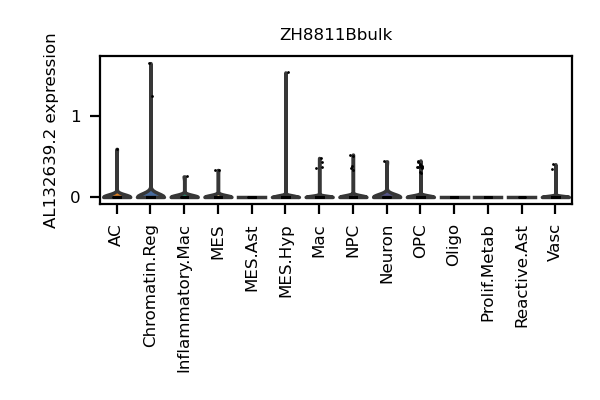 ZH8811Bbulk
AL132639.2 expression
1
0
AC
Chromatin.Reg
Inflammatory.Mac
MES
MES.Ast
MES.Hyp
Mac
NPC
Neuron
OPC
Oligo
Prolif.Metab
Reactive.Ast
Vasc